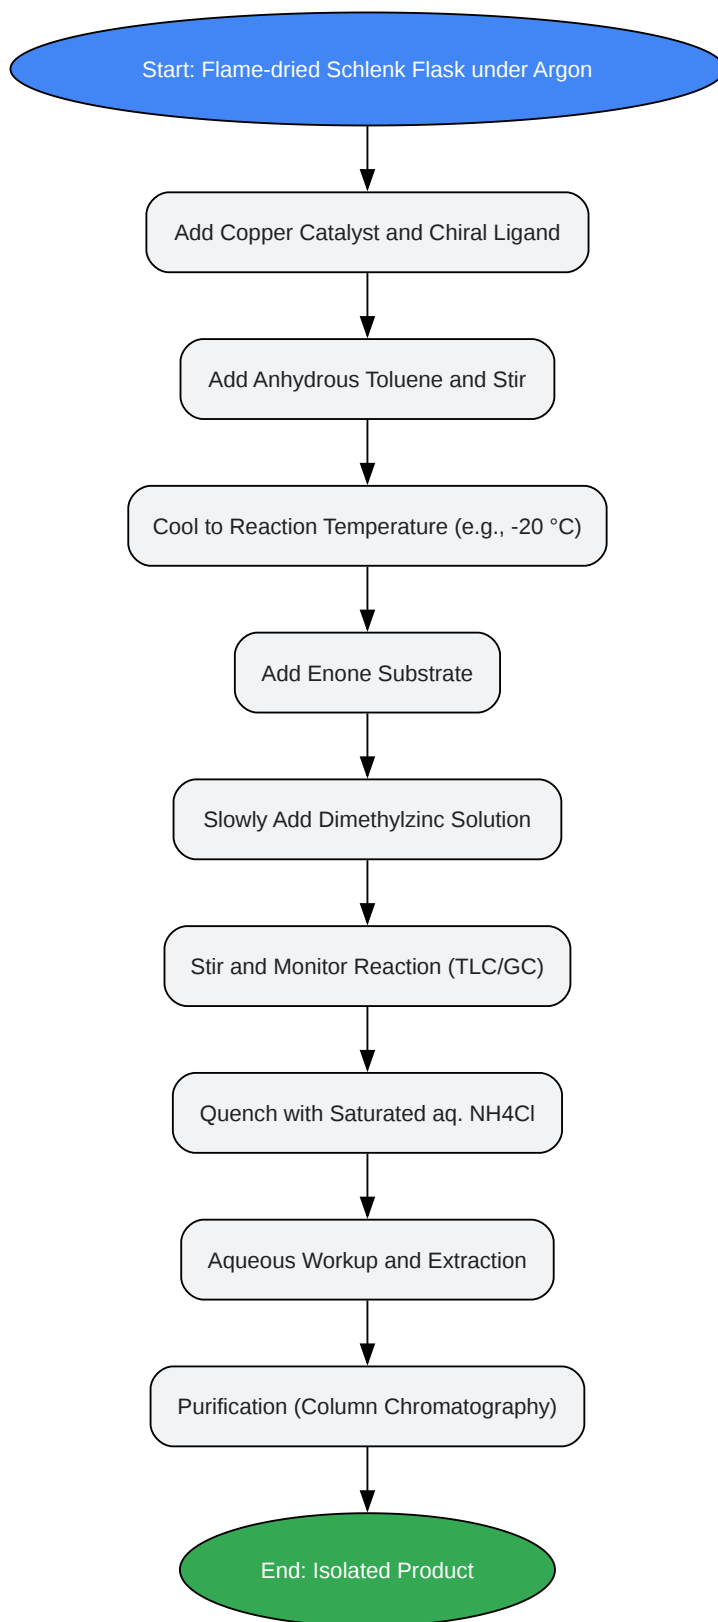 Start: Flame-dried Schlenk Flask under Argon
Add Copper Catalyst and Chiral Ligand
Add Anhydrous Toluene and Stir
Cool to Reaction Temperature (e.g., -20 °C)
Add Enone Substrate
Slowly Add Dimethylzinc Solution
Stir and Monitor Reaction (TLC/GC)
Quench with Saturated aq. NH4Cl
Aqueous Workup and Extraction
Purification (Column Chromatography)
End: Isolated Product